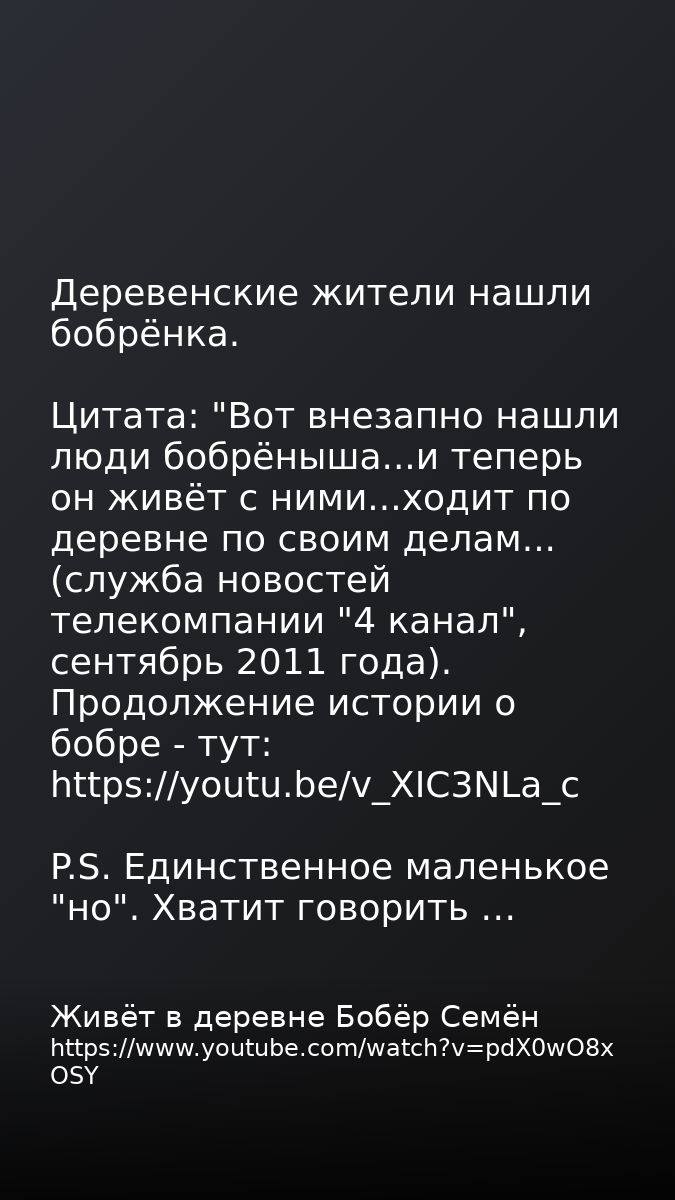 Деревенские жители нашли
бобрёнка.
Цитата: "Вот внезапно нашли
люди бобрёныша...и теперь
он живёт с ними...ходит по
деревне по своим делам...
(служба новостей
телекомпании "4 канал",
сентябрь 2011 года).
Продолжение истории о
бобре - тут:
https://youtu.be/v_XIC3NLa_c
P.S. Единственное маленькое
"но". Хватит говорить ...
Живёт в деревне Бобёр Семён
https://www.youtube.com/watch?v=pdX0wO8x
OSY